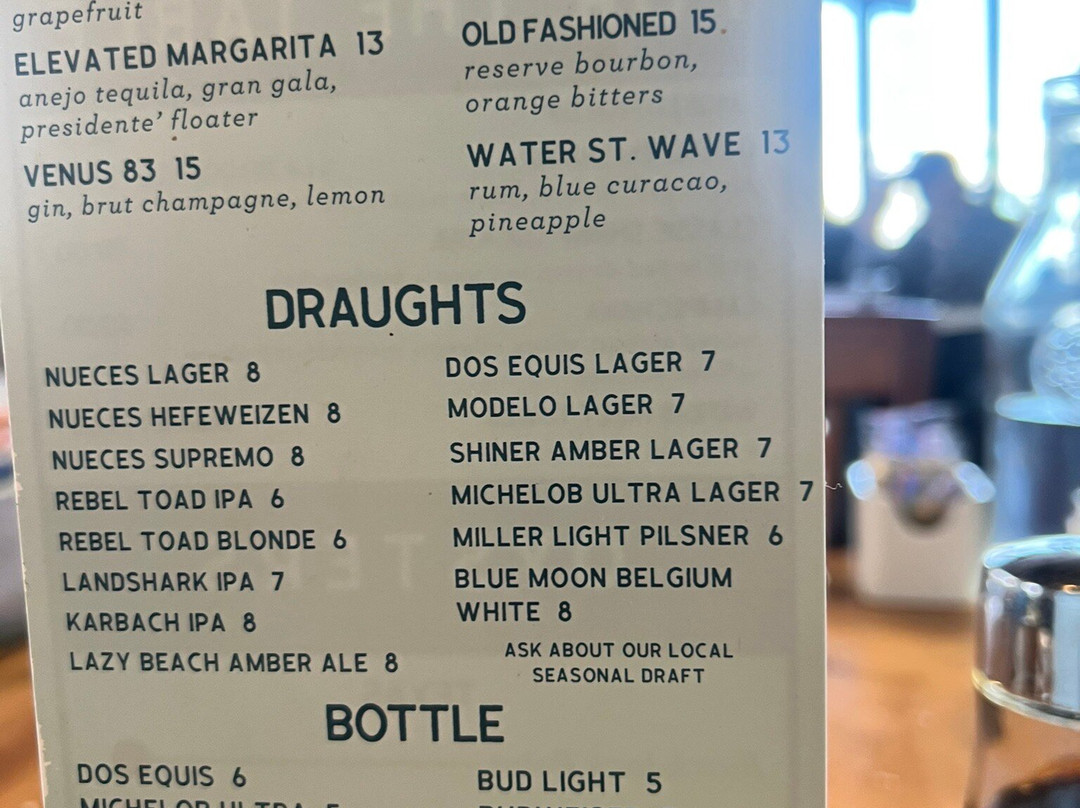 grapefruit
ELEVATED MARGARITA 13
anejo tequila, gran gala,
presidente' floater
VENUS 83 15
gin, brut champagne, lemon
OLD FASHIONED 15
reserve bourbon,
orange bitters
WATER ST. WAVE 13
rum, blue curacao,
pineapple
DRAUGHTS
NUECES LAGER 8
NUECES HEFEWEIZEN 8
NUECES SUPREMO 8
REBEL TOAD IPA 6
REBEL TOAD BLONDE 6
LANDSHARK IPA 7
KARBACH IPA 8
LAZY BEACH AMBER ALE 8
DOS EQUIS LAGER 7
MODELO LAGER 7
SHINER AMBER LAGER 7
MICHELOB ULTRA LAGER 7
MILLER LIGHT PILSNER 6
BLUE MOON BELGIUM
WHITE 8
ASK ABOUT OUR LOCAL
SEASONAL DRAFT
BOTTLE
DOS EQUIS 6
MICHELOB ULTRA
BUD LIGHT 5